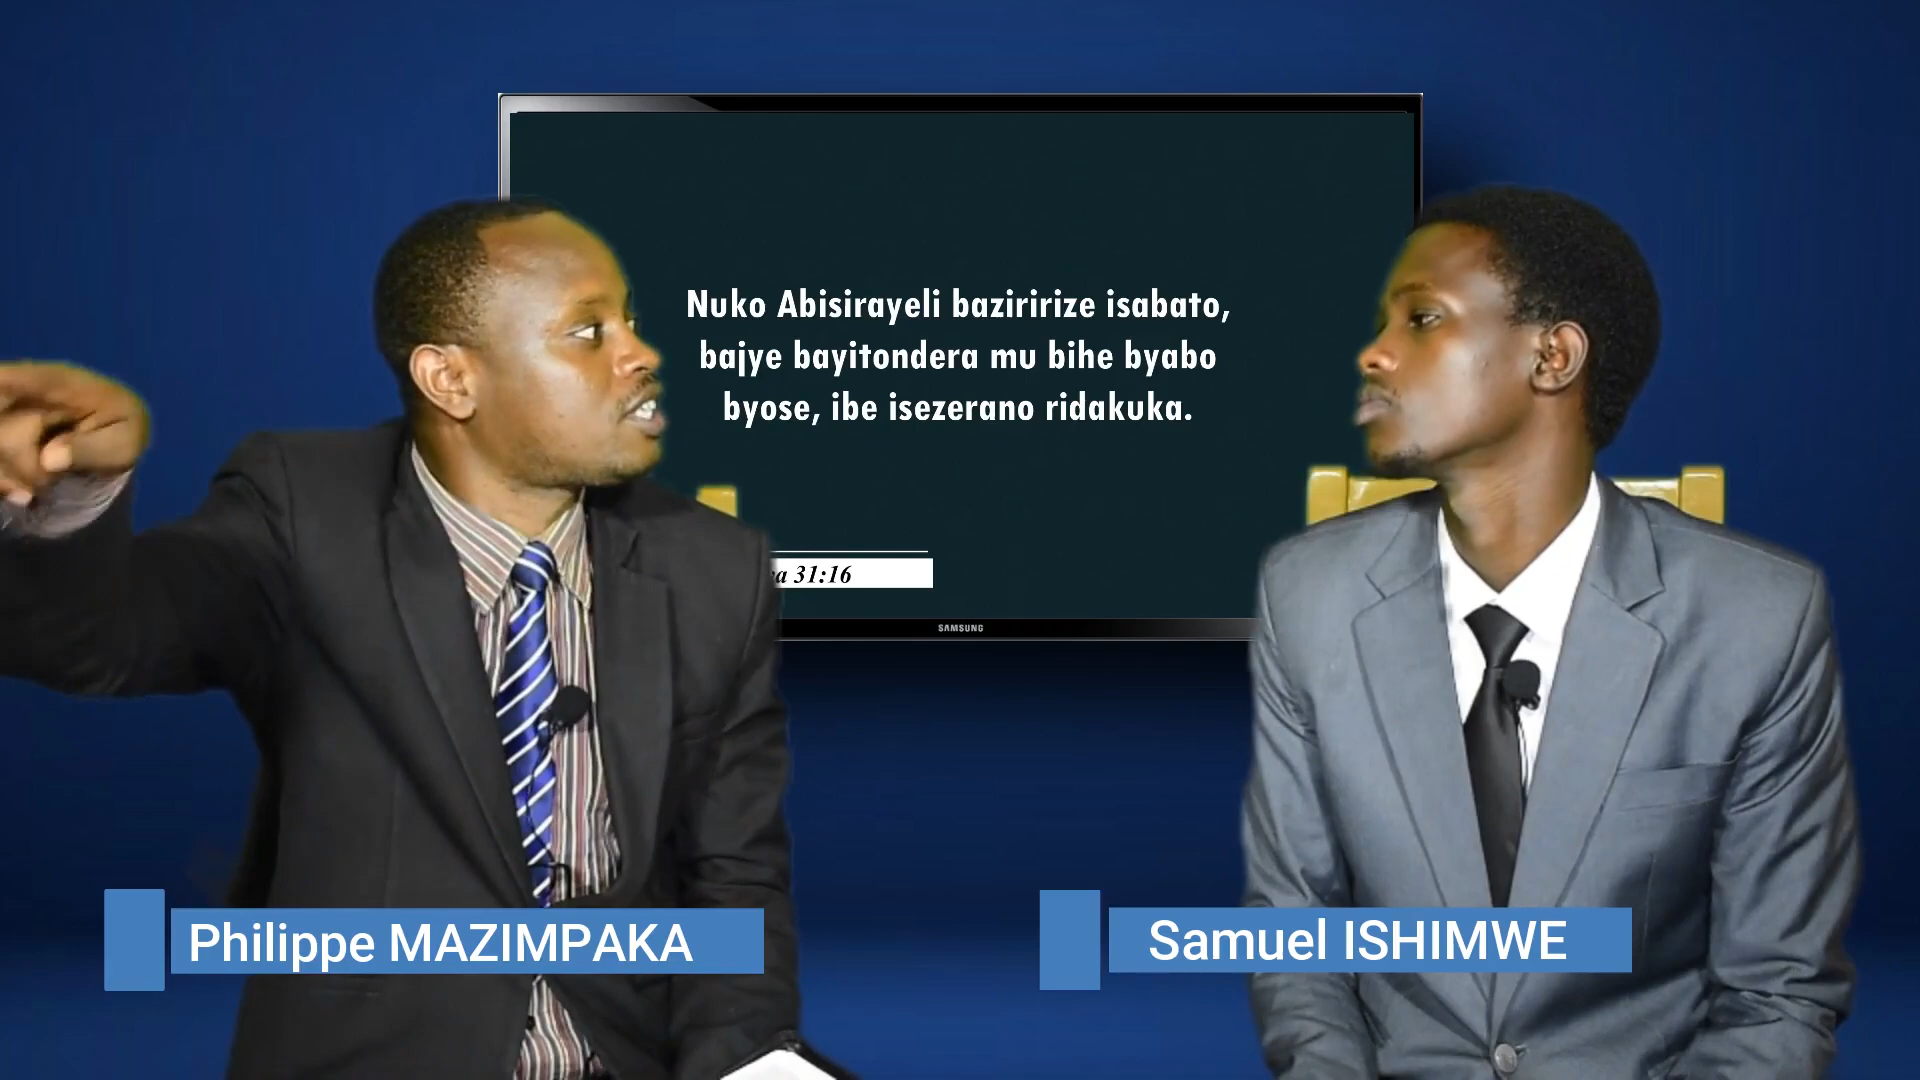 Nuko Abisirayeli baziririze isabato,
bajye bayitondera mu bihe byabo
byose, ibe isezerano ridakuka.
31:16
SAMSUNG
Philippe MAZIMPAKA
Samuel ISHIMWE